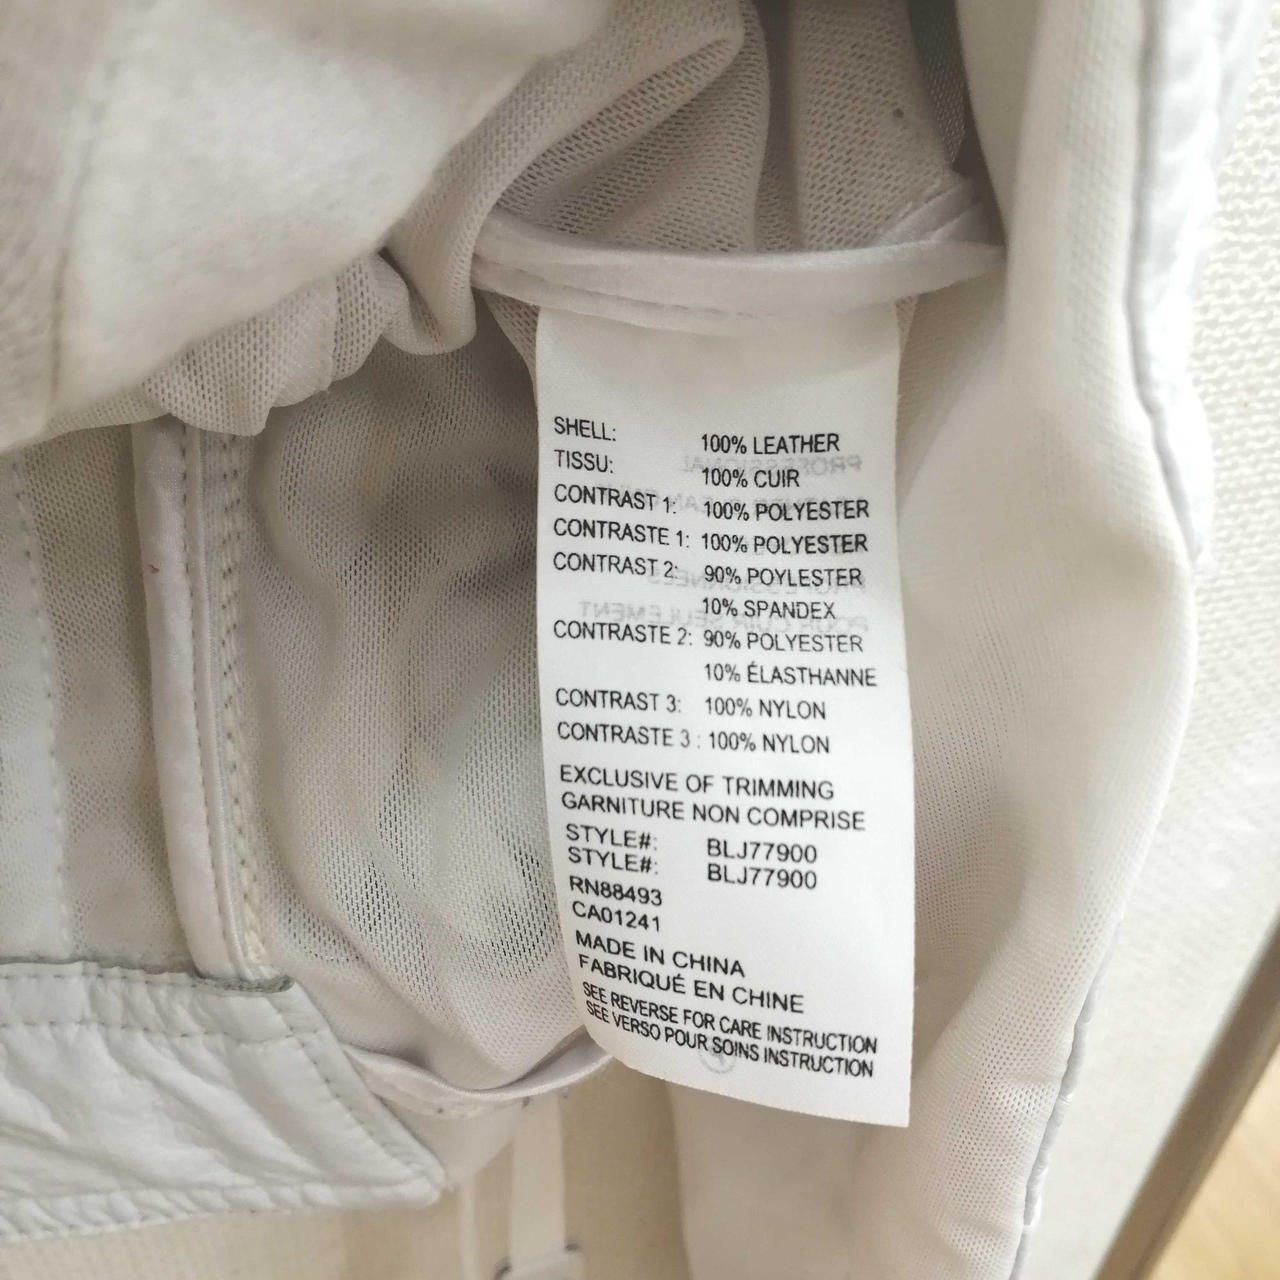 SHELL: 100% LEATHER
TISSU: 100% CUIR
CONTRAST 1: 100% POLYESTER
CONTRASTE 1: 100% POLYESTER
CONTRAST 2: 90% POYLESTER
10% SPANDEX
CONTRASTE 2: 90% POLYESTER
10% ÉLASTHANNE
CONTRAST 3: 100% NYLON
CONTRASTE 3 : 100% NYLON
EXCLUSIVE OF TRIMMING
GARNITURE NON COMPRISE
STYLE#: BLJ77900
STYLE#: BLJ77900
RN88493
CA01241
MADE IN CHINA
FABRIQUÉ EN CHINE
SEE REVERSE FOR CARE INSTRUCTION
SEE VERSO POUR SOINS INSTRUCTION